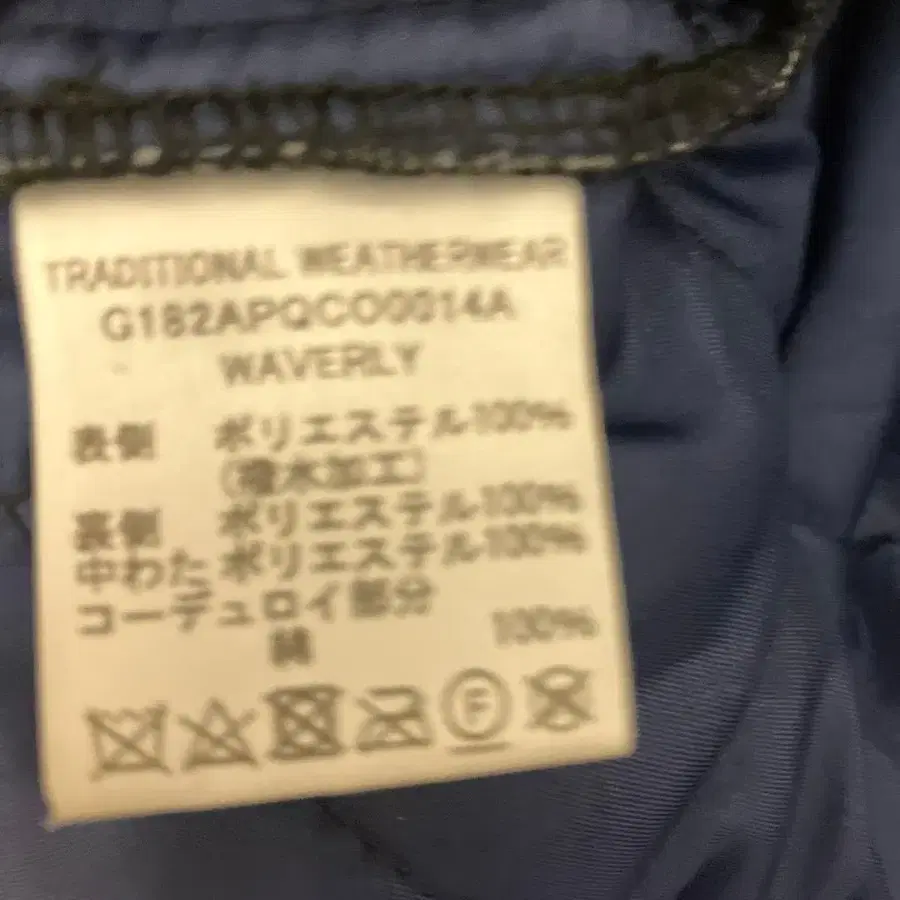 TRADITIONAL WEATHERWEAR
G182APQCO0014A
WAVERLY
表側 ポリエステル100%
(撥水加工)
裏側 ポリエステル100%
中わた ポリエステル100%
コーデュロイ部分
綿 100%
F